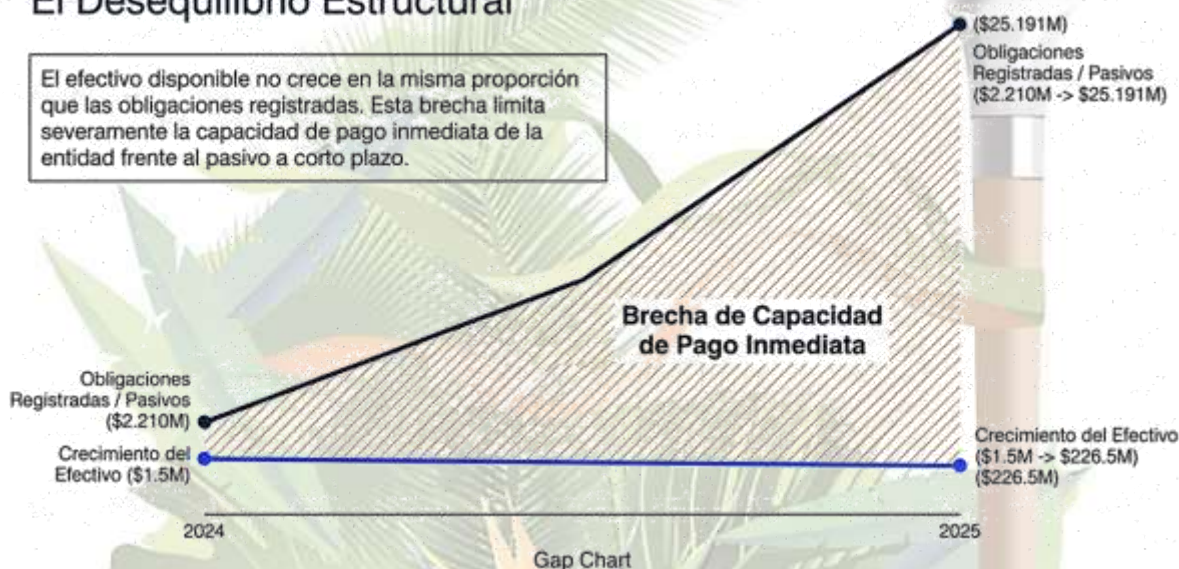 El Desequilibrio Estructural
El efectivo disponible no crece en la misma proporción
que las obligaciones registradas. Esta brecha limita
severamente la capacidad de pago inmediata de la
entidad frente al pasivo a corto plazo.
($25.191M)
Obligaciones
Registradas / Pasivos
($2.210M -> $25.191M)
Brecha de Capacidad
de Pago Inmediata
Obligaciones
Registradas / Pasivos
($2.210M)
Crecimiento del
Efectivo ($1.5M)
Crecimiento del Efectivo
($1.5M -> $226.5M)
($226.5M)
2024
2025
Gap Chart